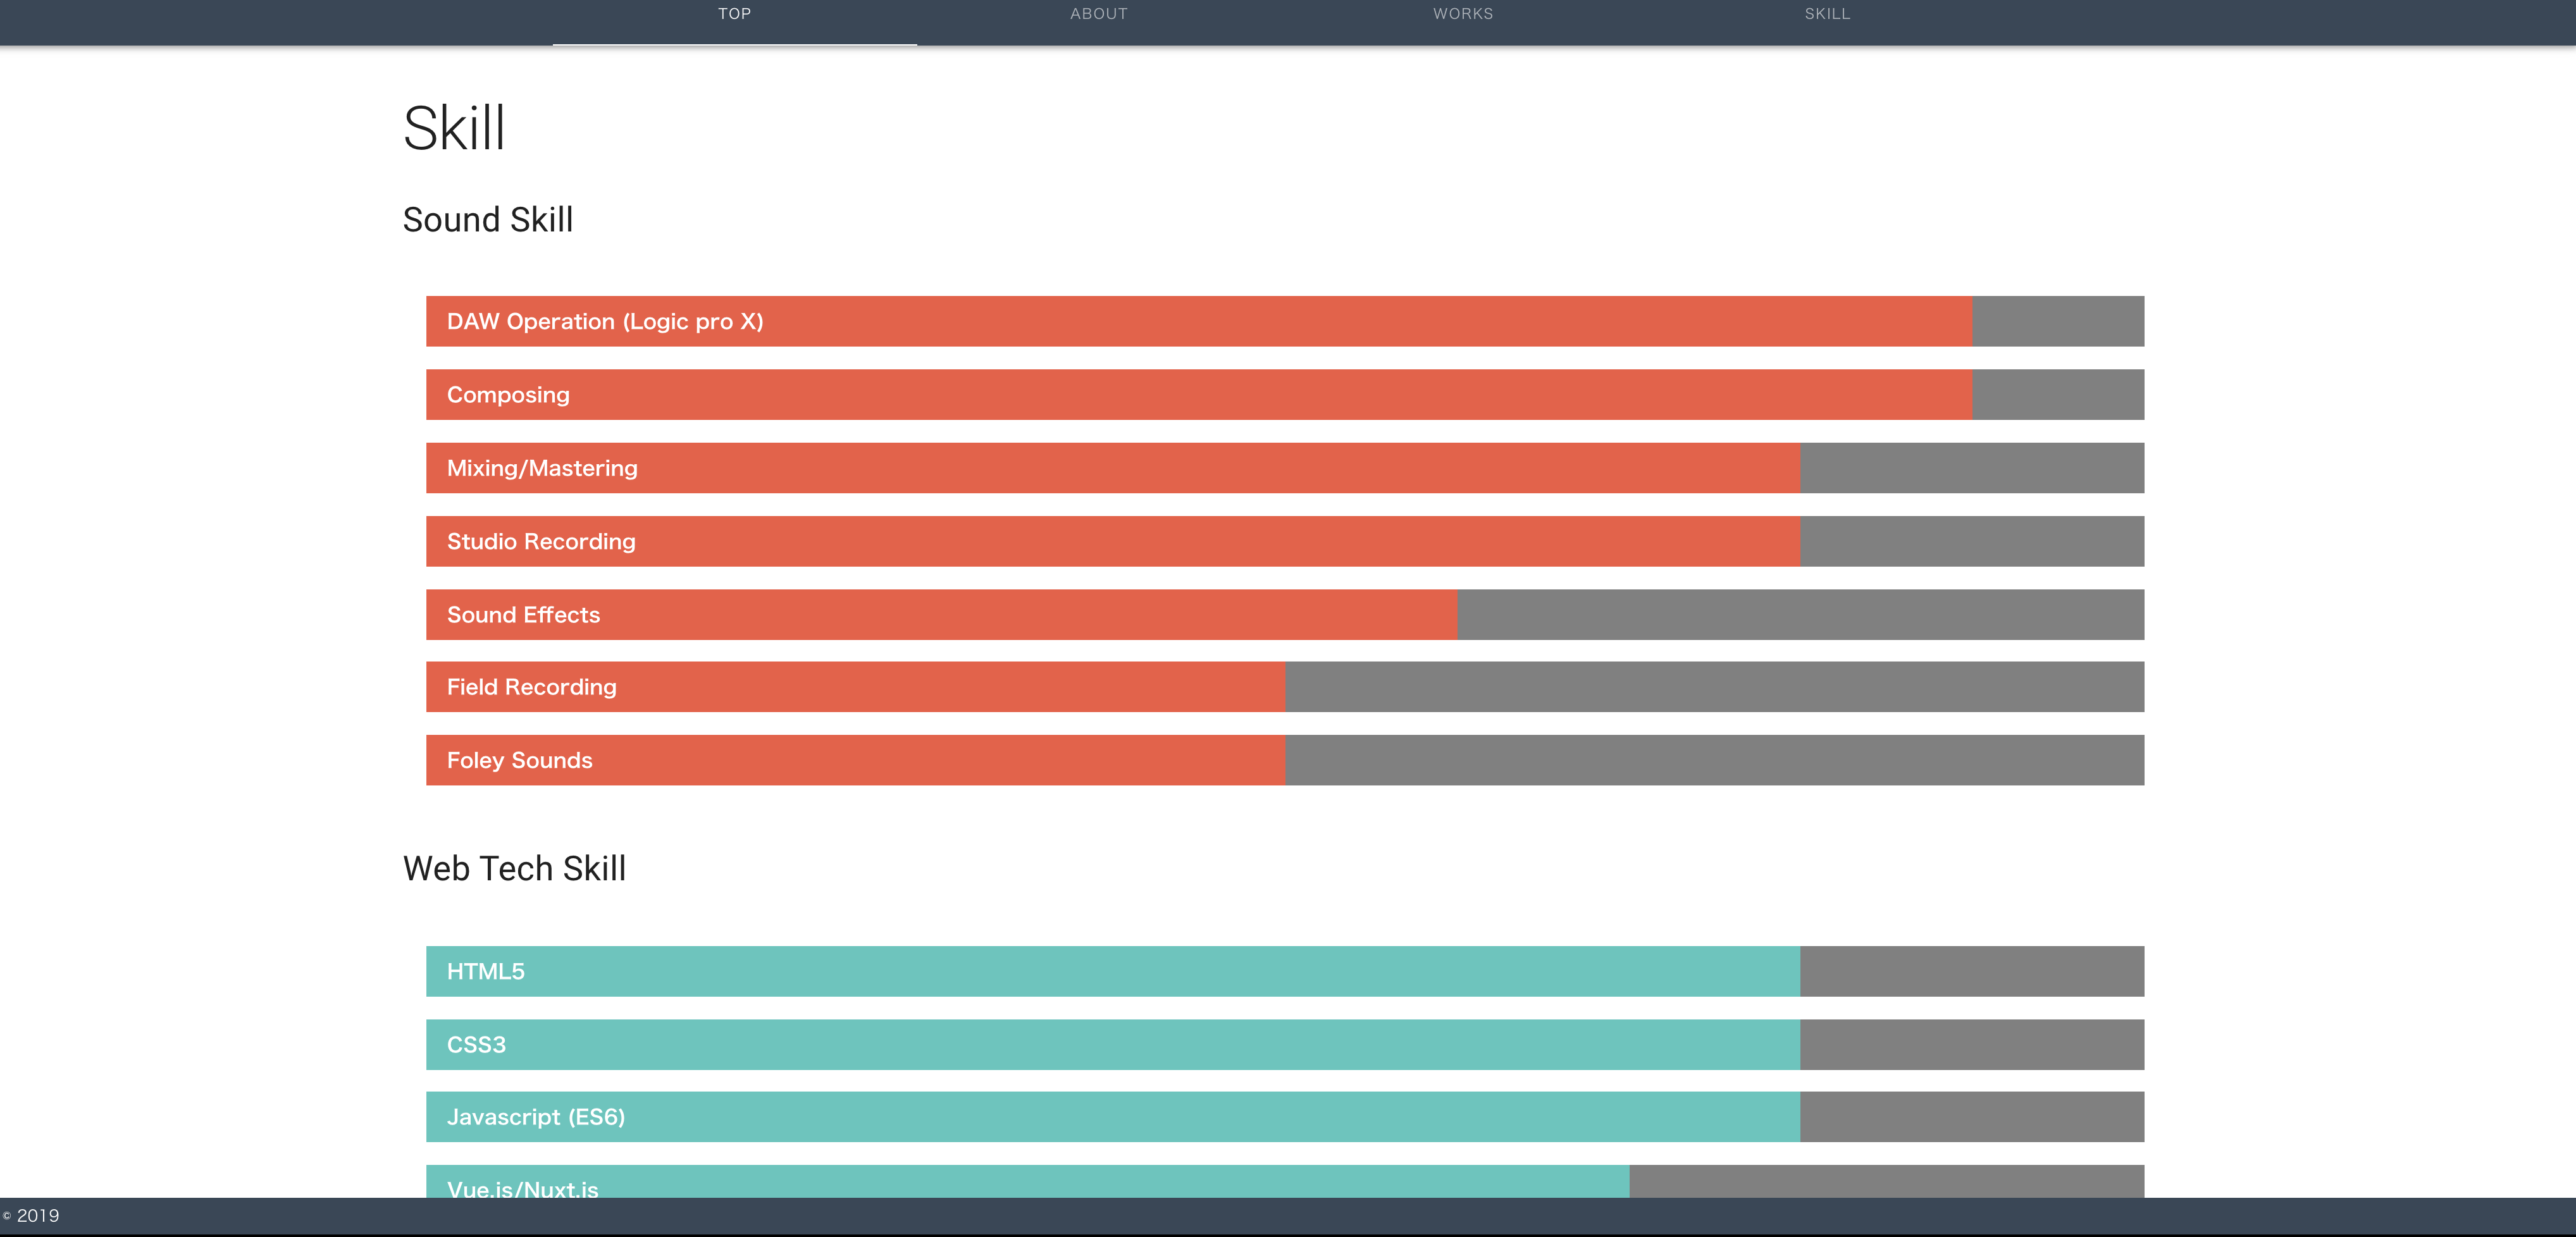 TOP ABOUT WORKS SKILL
Skill
Sound Skill
DAW Operation (Logic pro X)
Composing
Mixing/Mastering
Studio Recording
Sound Effects
Field Recording
Foley Sounds
Web Tech Skill
HTML5
CSS3
Javascript (ES6)
Vue.js/Nuxt.js
© 2019